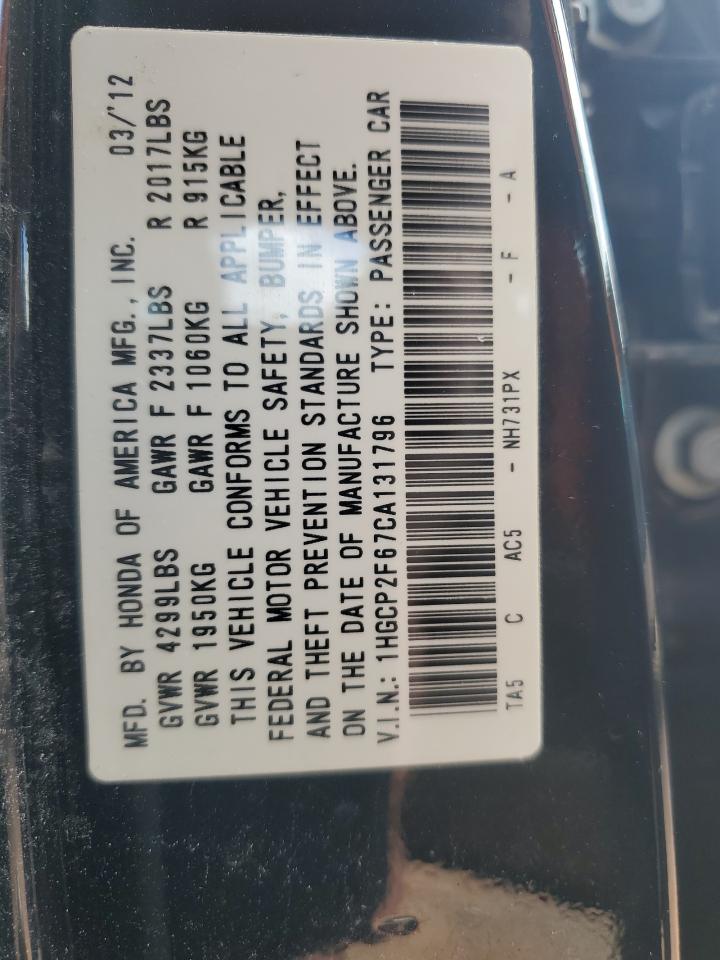 MFD. BY HONDA OF AMERICA MFG., INC. 03/'12
GVWR 4299LBS GAWR F 2337LBS R 2017LBS
GVWR 1950KG GAWR F 1060KG R 915KG
THIS VEHICLE CONFORMS TO ALL APPLICABLE
FEDERAL MOTOR VEHICLE SAFETY, BUMPER,
AND THEFT PREVENTION STANDARDS IN EFFECT
ON THE DATE OF MANUFACTURE SHOWN ABOVE.
V.I.N.: 1HGCP2F67CA131796 TYPE: PASSENGER CAR
TA5 C AC5 - NH731PX - F - A